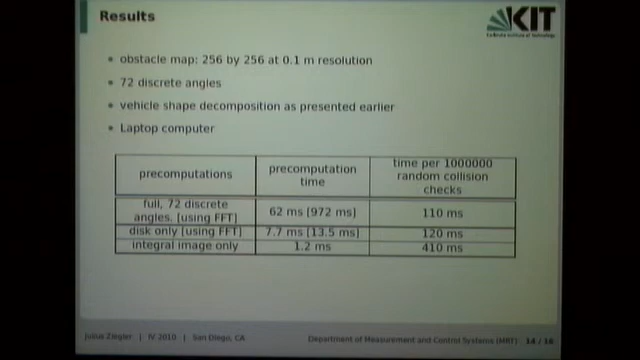 Results
KIT
Karlsruhe Institute of Technology
obstacle map: 256 by 256 at 0.1 m resolution
72 discrete angles
vehicle shape decomposition as presented earlier
Laptop computer
precomputations
precomputation
time
time per 1000000
random collision
checks
full, 72 discrete
angles. [using FFT]
62 ms [972 ms]
110 ms
disk only [using FFT]
7.7 ms [13.5 ms]
120 ms
integral image only
1.2 ms
410 ms
Julius Ziegler | IV 2010 | San Diego, CA
Department of Measurement and Control Systems (MRT) 14 / 16